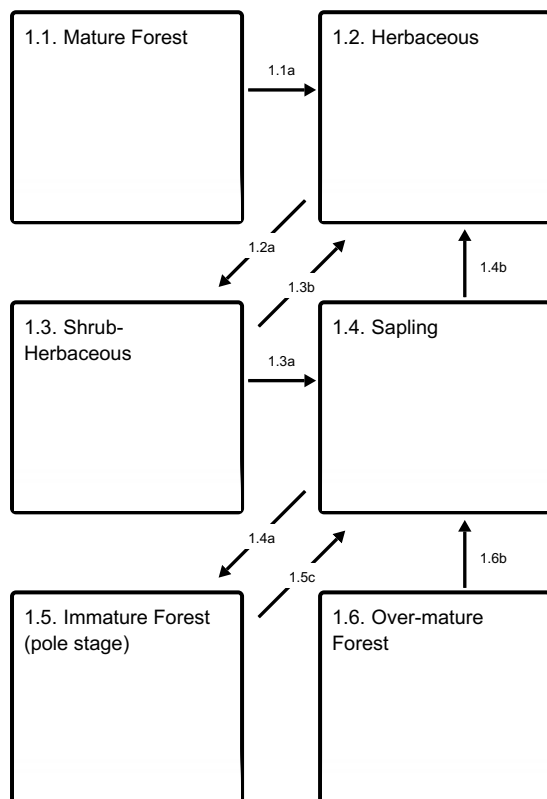 1.1. Mature Forest
1.2. Herbaceous
1.1a
1.2a
1.3b
1.4b
1.3. Shrub-
Herbaceous
1.4. Sapling
1.3a
1.4a
1.5c
1.6b
1.5. Immature Forest
(pole stage)
1.6. Over-mature
Forest